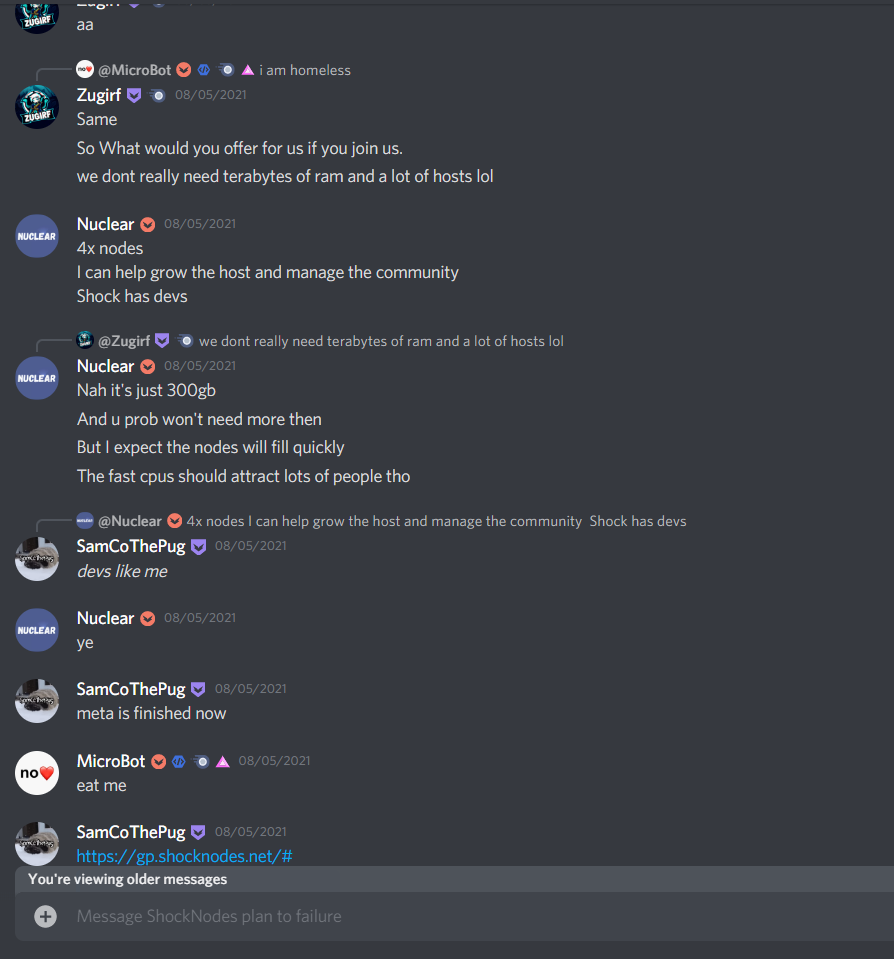 Zugirf
ZUGIRF
aa
no❤ @MicroBot i am homeless
Zugirf 08/05/2021
ZUGIRF
Same
So What would you offer for us if you join us.
we dont really need terabytes of ram and a lot of hosts lol
Nuclear 08/05/2021
NUCLEAR
4x nodes
I can help grow the host and manage the community
Shock has devs
@Zugirf we dont really need terabytes of ram and a lot of hosts lol
Nuclear 08/05/2021
NUCLEAR
Nah it's just 300gb
And u prob won't need more then
But I expect the nodes will fill quickly
The fast cpus should attract lots of people tho
@Nuclear 4x nodes I can help grow the host and manage the community Shock has devs
SamCoThePug 08/05/2021
devs like me
Nuclear 08/05/2021
NUCLEAR
ye
SamCoThePug 08/05/2021
meta is finished now
MicroBot 08/05/2021
no❤
eat me
SamCoThePug 08/05/2021
https://gp.shocknodes.net/#
You're viewing older messages
Message ShockNodes plan to failure